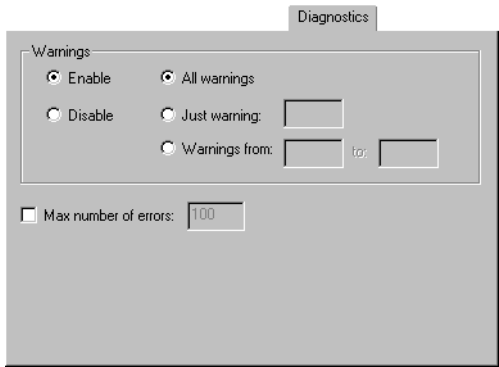 Diagnostics
Warnings
Enable All warnings
Disable Just warning:
Warnings from: to:
Max number of errors: 100